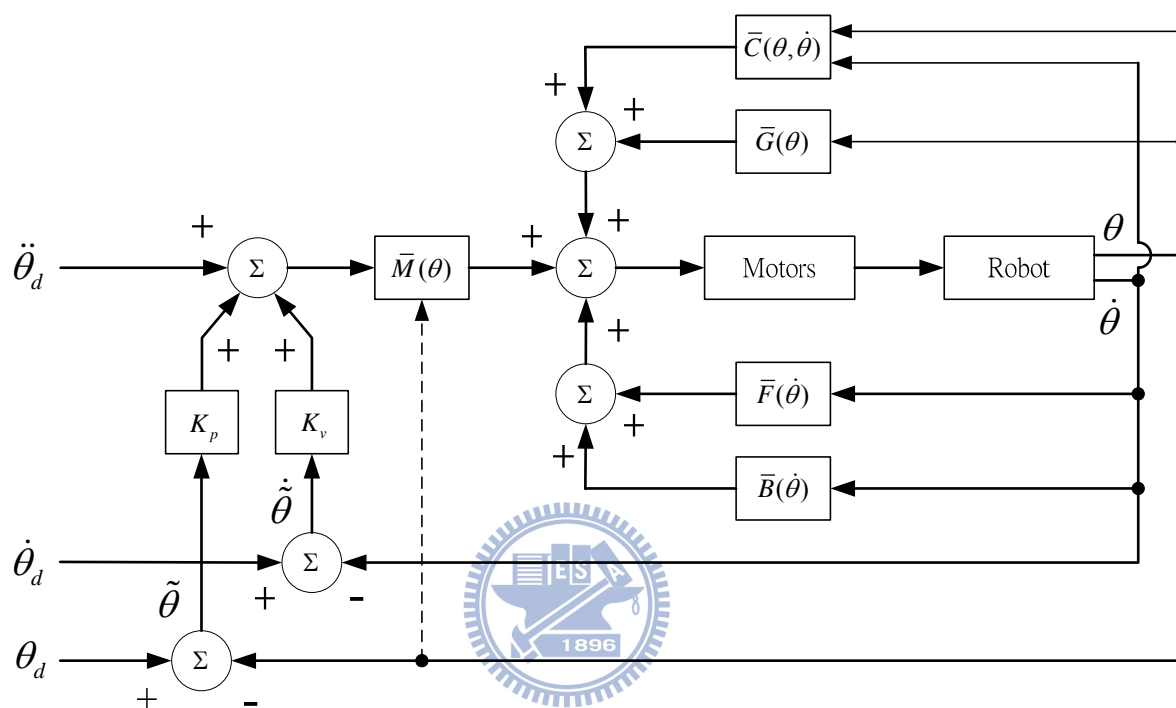 C̄(θ, θ̇)
+
+
Σ
Ḡ(θ)
+
+
+
θ
θ̈_d
Σ
M̄(θ)
Σ
Motors
Robot
θ̇
+
+
+
K_p
K_v
Σ
F̄(θ̇)
+
+
θ̃̇
B̄(θ̇)
θ̇_d
Σ
E S A
θ̃
+
-
1896
θ_d
Σ
+
-